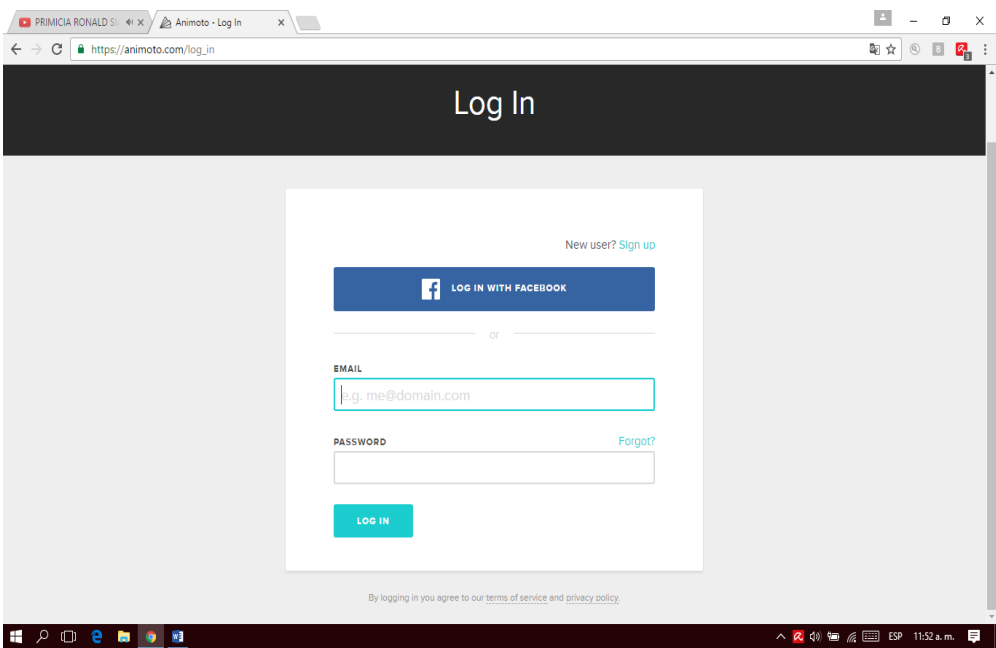 PRIMICIA RONALD S
Animoto - Log In
https://animoto.com/log_in
3
Log In
New user? Sign up
LOG IN WITH FACEBOOK
or
EMAIL
e.g. me@domain.com
PASSWORD
Forgot?
LOG IN
By logging in you agree to our terms of service and privacy policy.
ESP
11:52 a. m.